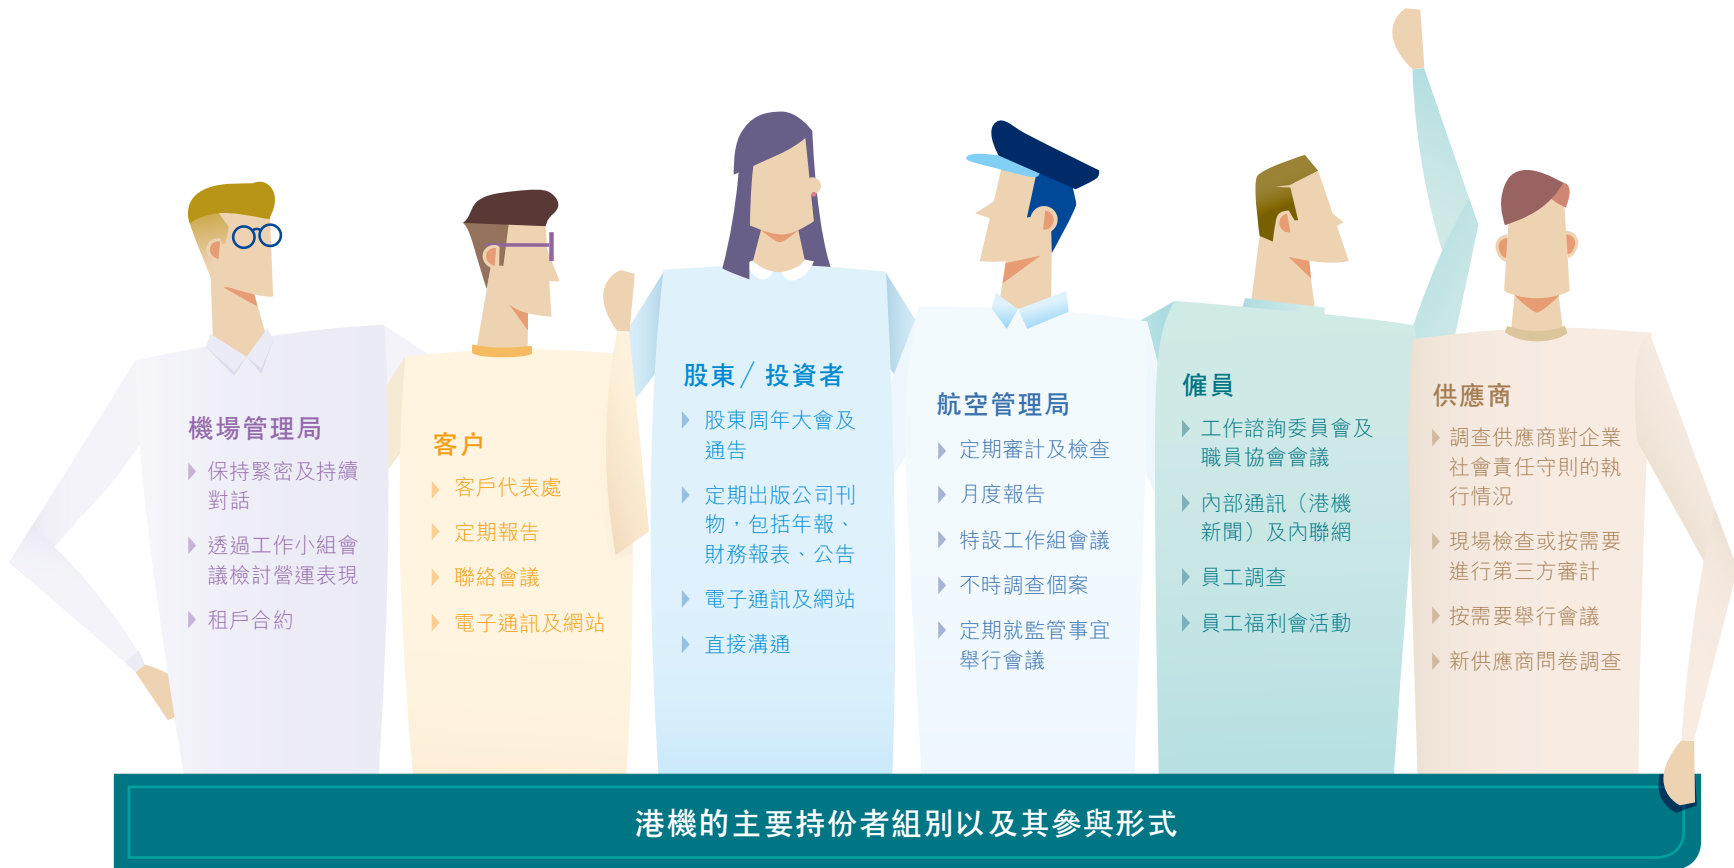 機場管理局
保持緊密及持續
對話
透過工作小組會
議檢討營運表現
租戶合約
客户
客戶代表處
定期報告
聯絡會議
電子通訊及網站
股東／投資者
股東周年大會及
通告
定期出版公司刊
物，包括年報、
財務報表、公告
電子通訊及網站
直接溝通
航空管理局
定期審計及檢查
月度報告
特設工作組會議
不時調查個案
定期就監管事宜
舉行會議
僱員
工作諮詢委員會及
職員協會會議
內部通訊（港機
新聞）及內聯網
員工調查
員工福利會活動
供應商
調查供應商對企業
社會責任守則的執
行情況
現場檢查或按需要
進行第三方審計
按需要舉行會議
新供應商問卷調查
港機的主要持份者組別以及其參與形式